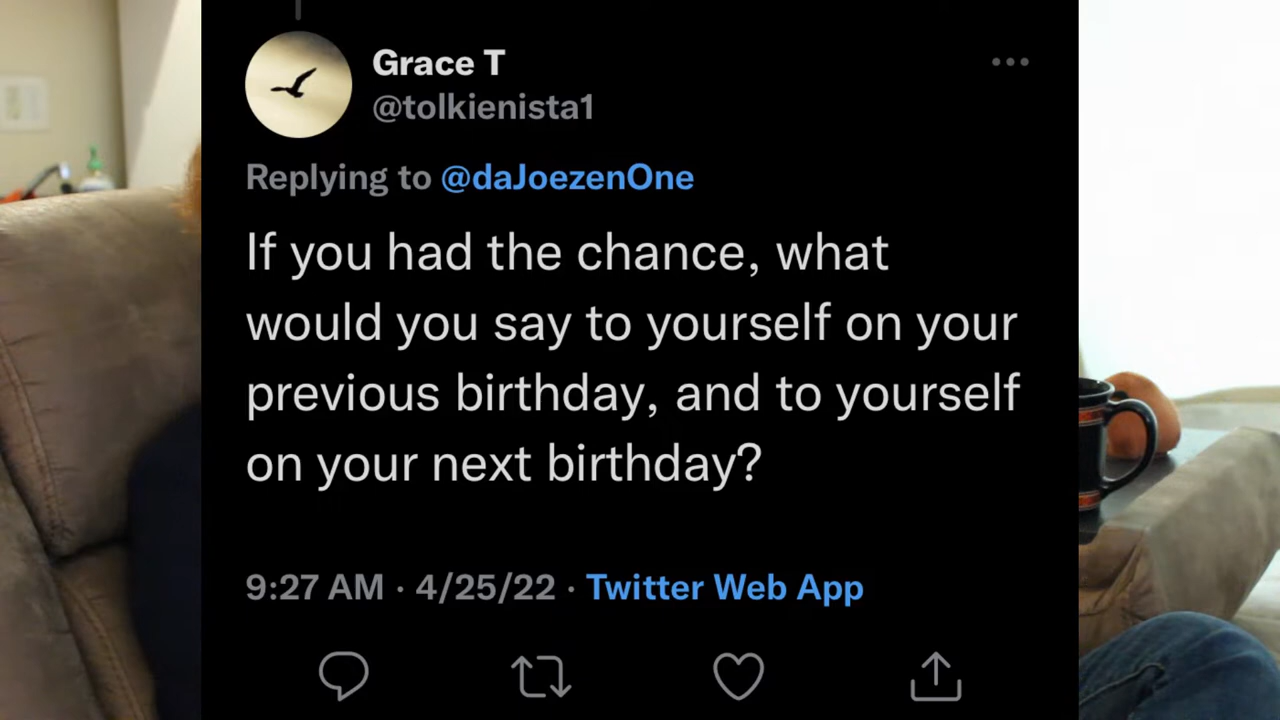 Grace T
@tolkienista1
Replying to @daJoezenOne
If you had the chance, what
would you say to yourself on your
previous birthday, and to yourself
on your next birthday?
9:27 AM · 4/25/22 · Twitter Web App